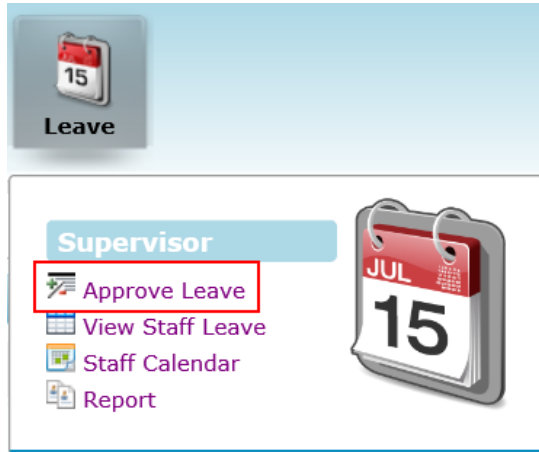 15
Leave
Supervisor
Approve Leave
View Staff Leave
Staff Calendar
Report
JUL
15